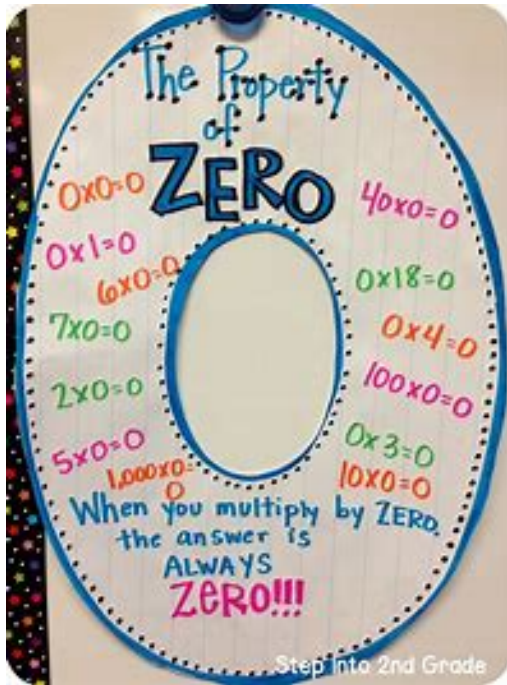 The Property
of
ZERO
0x0=0
0x1=0
6x0=0
7x0=0
2x0=0
5x0=0
1,000x0=
0
40x0=0
0x18=0
0x4=0
100x0=0
0x3=0
10x0=0
When you multiply by ZERO.
the answer is
ALWAYS
ZERO!!!
Step into 2nd Grade